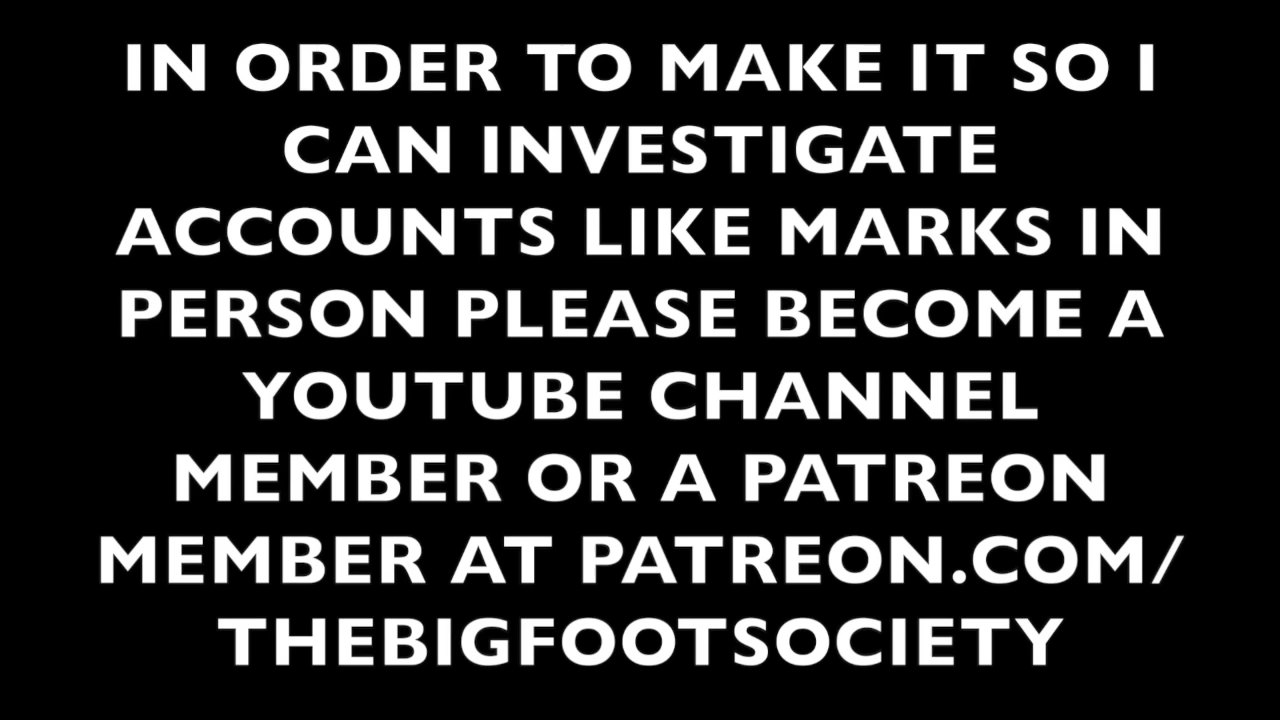 IN ORDER TO MAKE IT SO I
CAN INVESTIGATE
ACCOUNTS LIKE MARKS IN
PERSON PLEASE BECOME A
YOUTUBE CHANNEL
MEMBER OR A PATREON
MEMBER AT PATREON.COM/
THEBIGFOOTSOCIETY